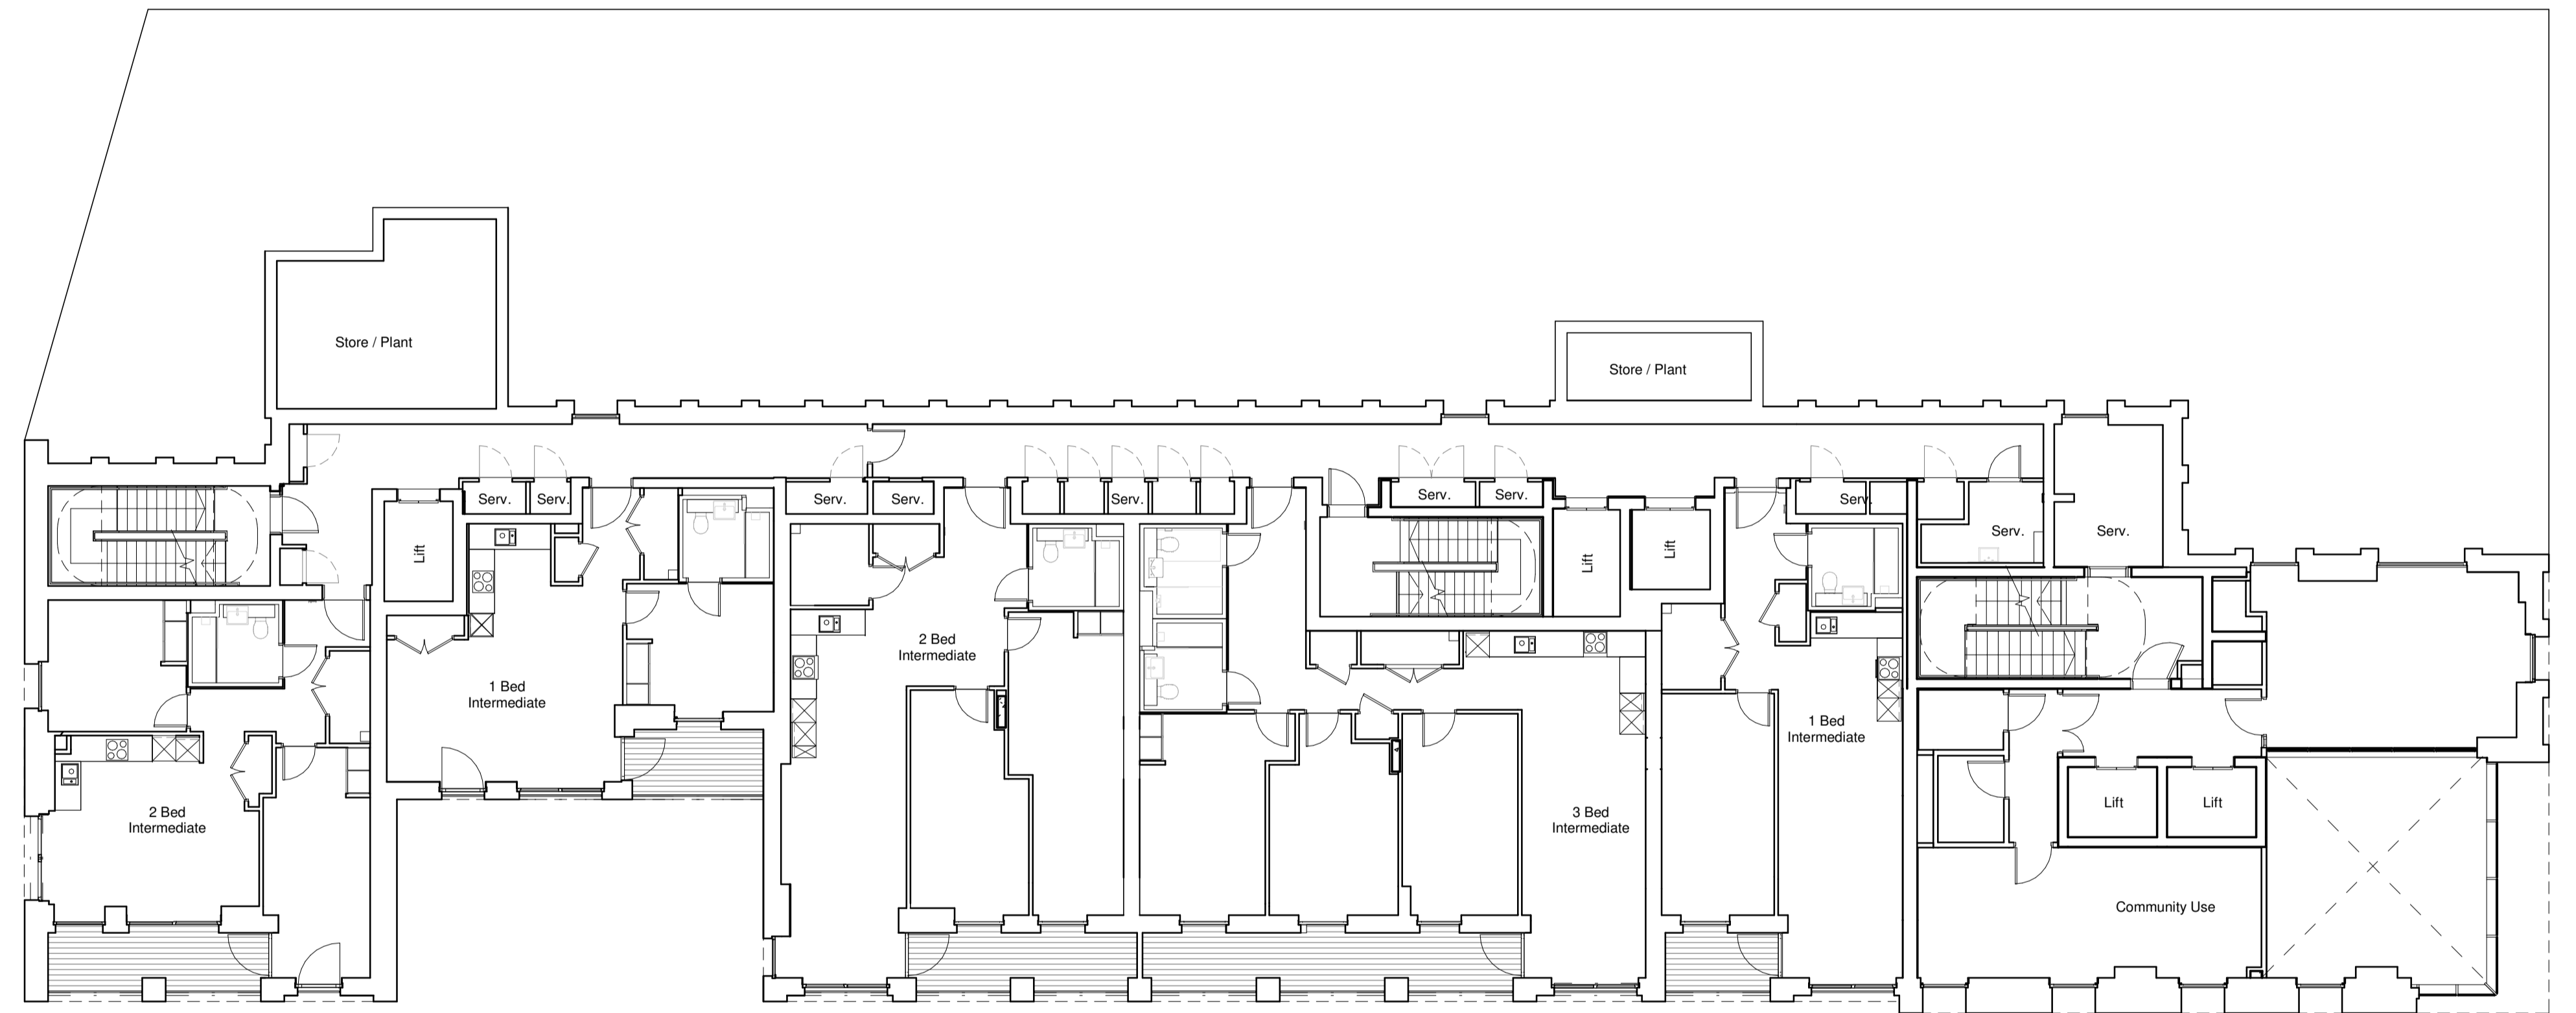 Store / Plant
Store / Plant
Serv.
Serv.
Serv.
Serv.
Serv.
Serv.
Serv.
Serv.
Serv.
Serv.
Lift
Lift
Lift
2 Bed
Intermediate
1 Bed
Intermediate
1 Bed
Intermediate
2 Bed
Intermediate
3 Bed
Intermediate
Lift
Lift
Community Use